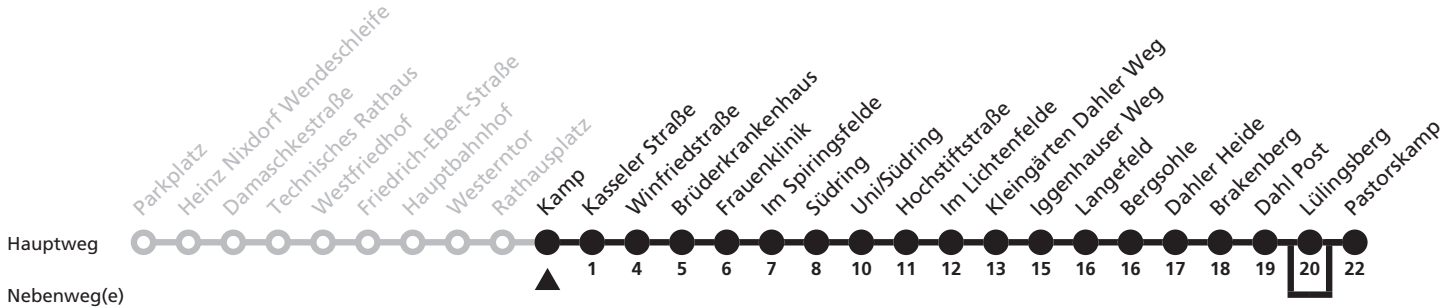 Parkplatz
Heinz Nixdorf Wendeschleife
Damaschkestraße
Technisches Rathaus
Westfriedhof
Friedrich-Ebert-Straße
Hauptbahnhof
Westerntor
Rathausplatz
Kamp
Kasseler Straße
Winfriedstraße
Brüderkrankenhaus
Frauenklinik
Im Spiringsfelde
Südring
Uni/Südring
Hochstiftstraße
Im Lichtenfelde
Kleingärten Dahler Weg
Iggenhauser Weg
Langefeld
Bergsohle
Dahler Heide
Brakenberg
Dahl Post
Lülingsberg
Pastorskamp
Hauptweg
1 4 5 6 7 8 10 11 12 13 15 16 16 17 18 19 20 22
Nebenweg(e)